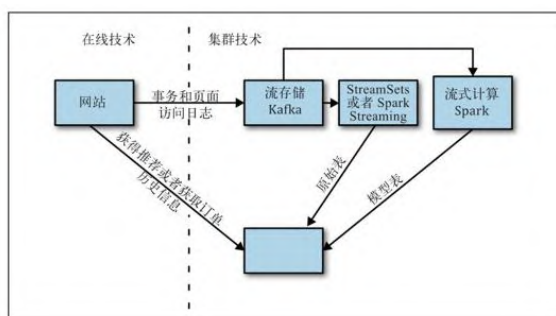 在线技术
集群技术
网站
事务和页面
访问日志
流存储
Kafka
StreamSets
或者 Spark
Streaming
流式计算
Spark
获得推荐或者获取订单
历史信息
原始表
模型表